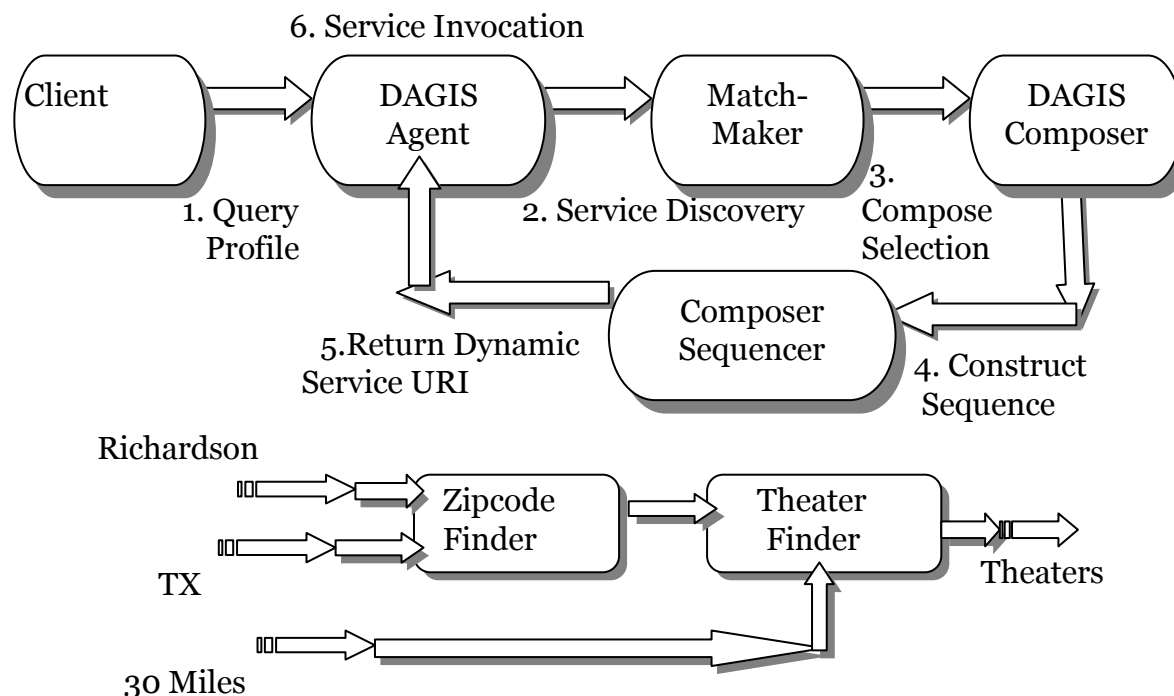 6. Service Invocation
Client
DAGIS
Agent
Match-
Maker
DAGIS
Composer
1. Query
Profile
2. Service Discovery
3.
Compose
Selection
Composer
Sequencer
5.Return Dynamic
Service URI
4. Construct
Sequence
Richardson
Zipcode
Finder
Theater
Finder
TX
Theaters
30 Miles